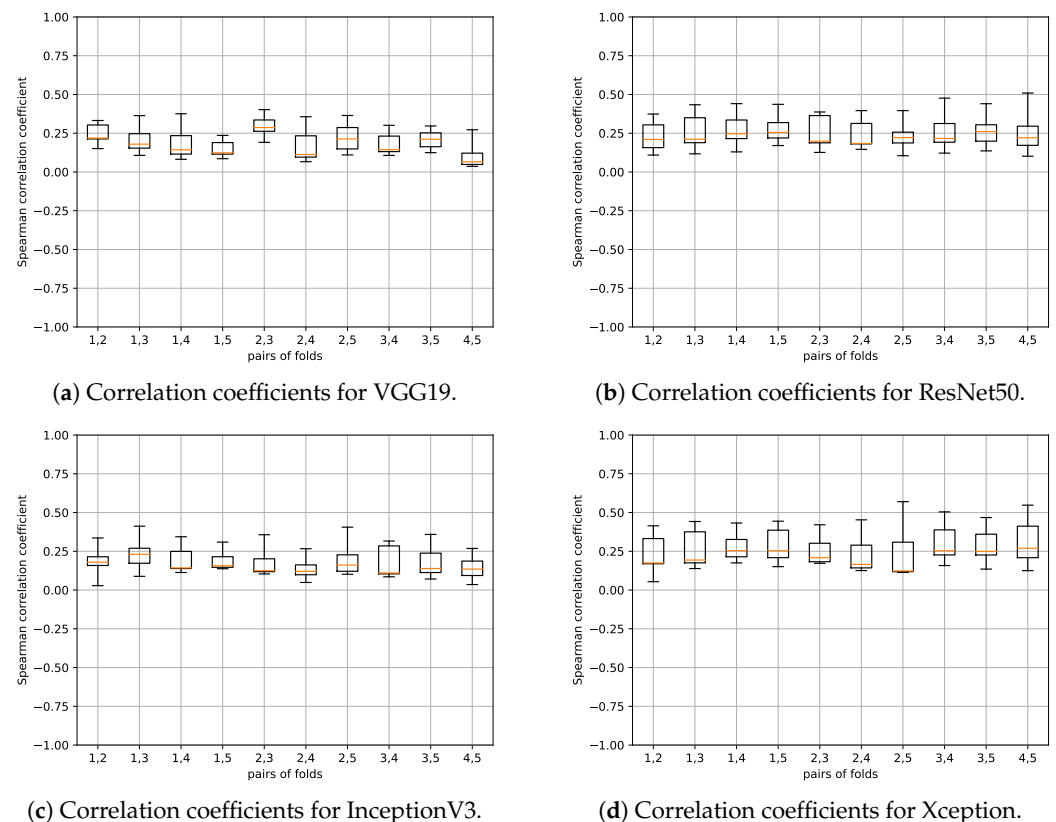 1.00
0.75
0.50
0.25
0.00
−0.25
−0.50
−0.75
−1.00
Spearman correlation coefficient
1,2 1,3 1,4 1,5 2,3 2,4 2,5 3,4 3,5 4,5
pairs of folds
(a) Correlation coefficients for VGG19.
1.00
0.75
0.50
0.25
0.00
−0.25
−0.50
−0.75
−1.00
Spearman correlation coefficient
1,2 1,3 1,4 1,5 2,3 2,4 2,5 3,4 3,5 4,5
pairs of folds
(b) Correlation coefficients for ResNet50.
1.00
0.75
0.50
0.25
0.00
−0.25
−0.50
−0.75
−1.00
Spearman correlation coefficient
1,2 1,3 1,4 1,5 2,3 2,4 2,5 3,4 3,5 4,5
pairs of folds
(c) Correlation coefficients for InceptionV3.
1.00
0.75
0.50
0.25
0.00
−0.25
−0.50
−0.75
−1.00
Spearman correlation coefficient
1,2 1,3 1,4 1,5 2,3 2,4 2,5 3,4 3,5 4,5
pairs of folds
(d) Correlation coefficients for Xception.